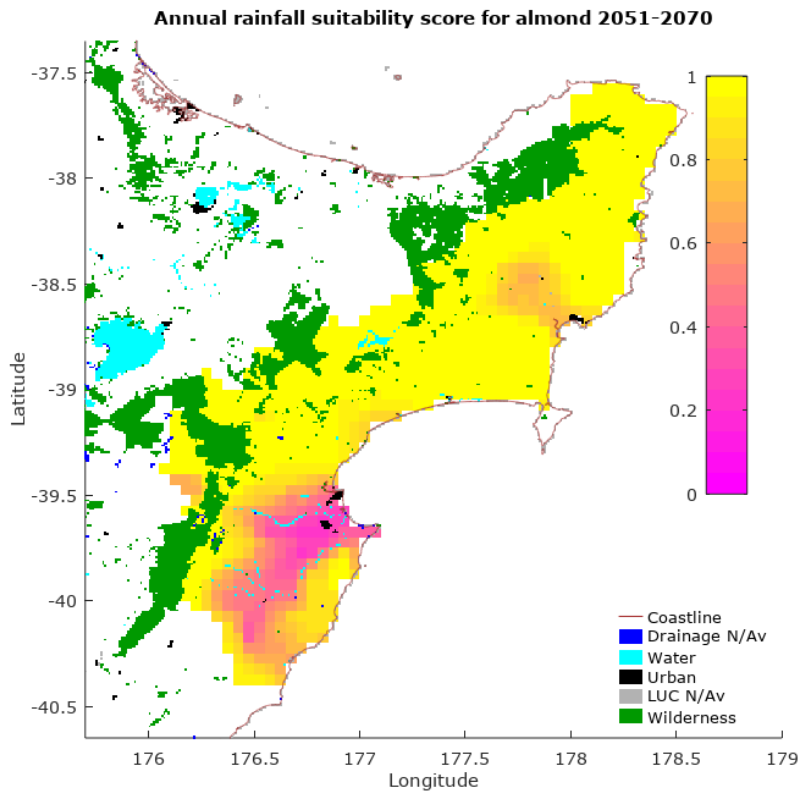 Annual rainfall suitability score for almond 2051-2070
-37.5
-38
-38.5
-39
-39.5
-40
-40.5
Latitude
176
176.5
177
177.5
178
178.5
179
Longitude
1
0.8
0.6
0.4
0.2
0
Coastline
Drainage N/Av
Water
Urban
LUC N/Av
Wilderness